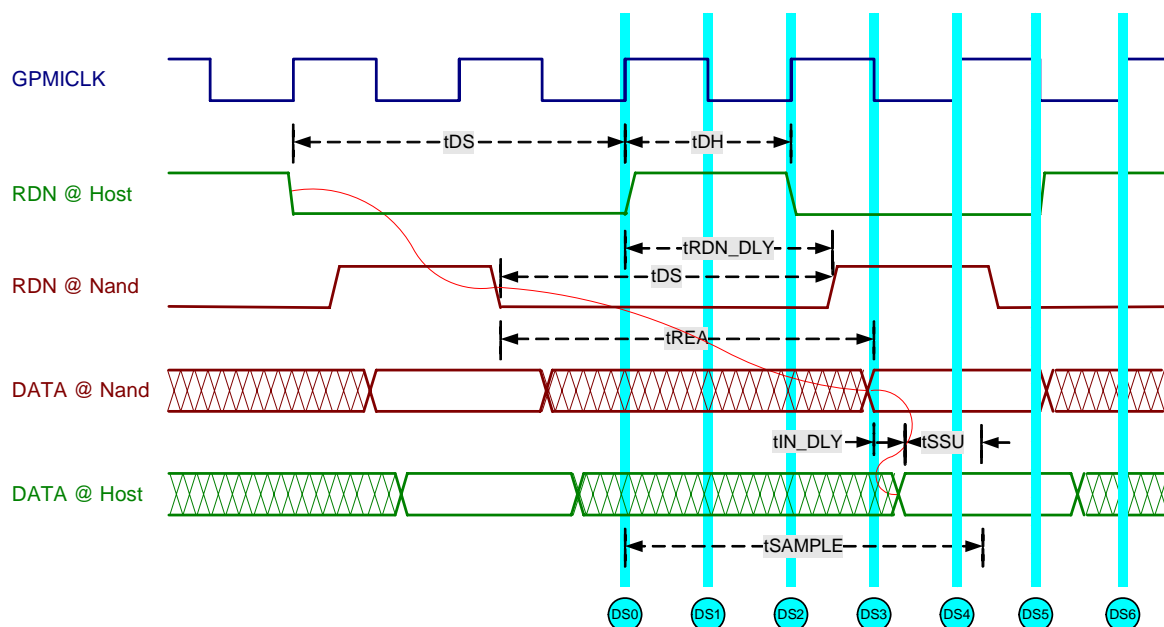 GPMICLK
tDS
tDH
RDN @ Host
tRDN_DLY
RDN @ Nand
tDS
tREA
DATA @ Nand
tIN_DLY
tSSU
DATA @ Host
tSAMPLE
DS0 DS1 DS2 DS3 DS4 DS5 DS6